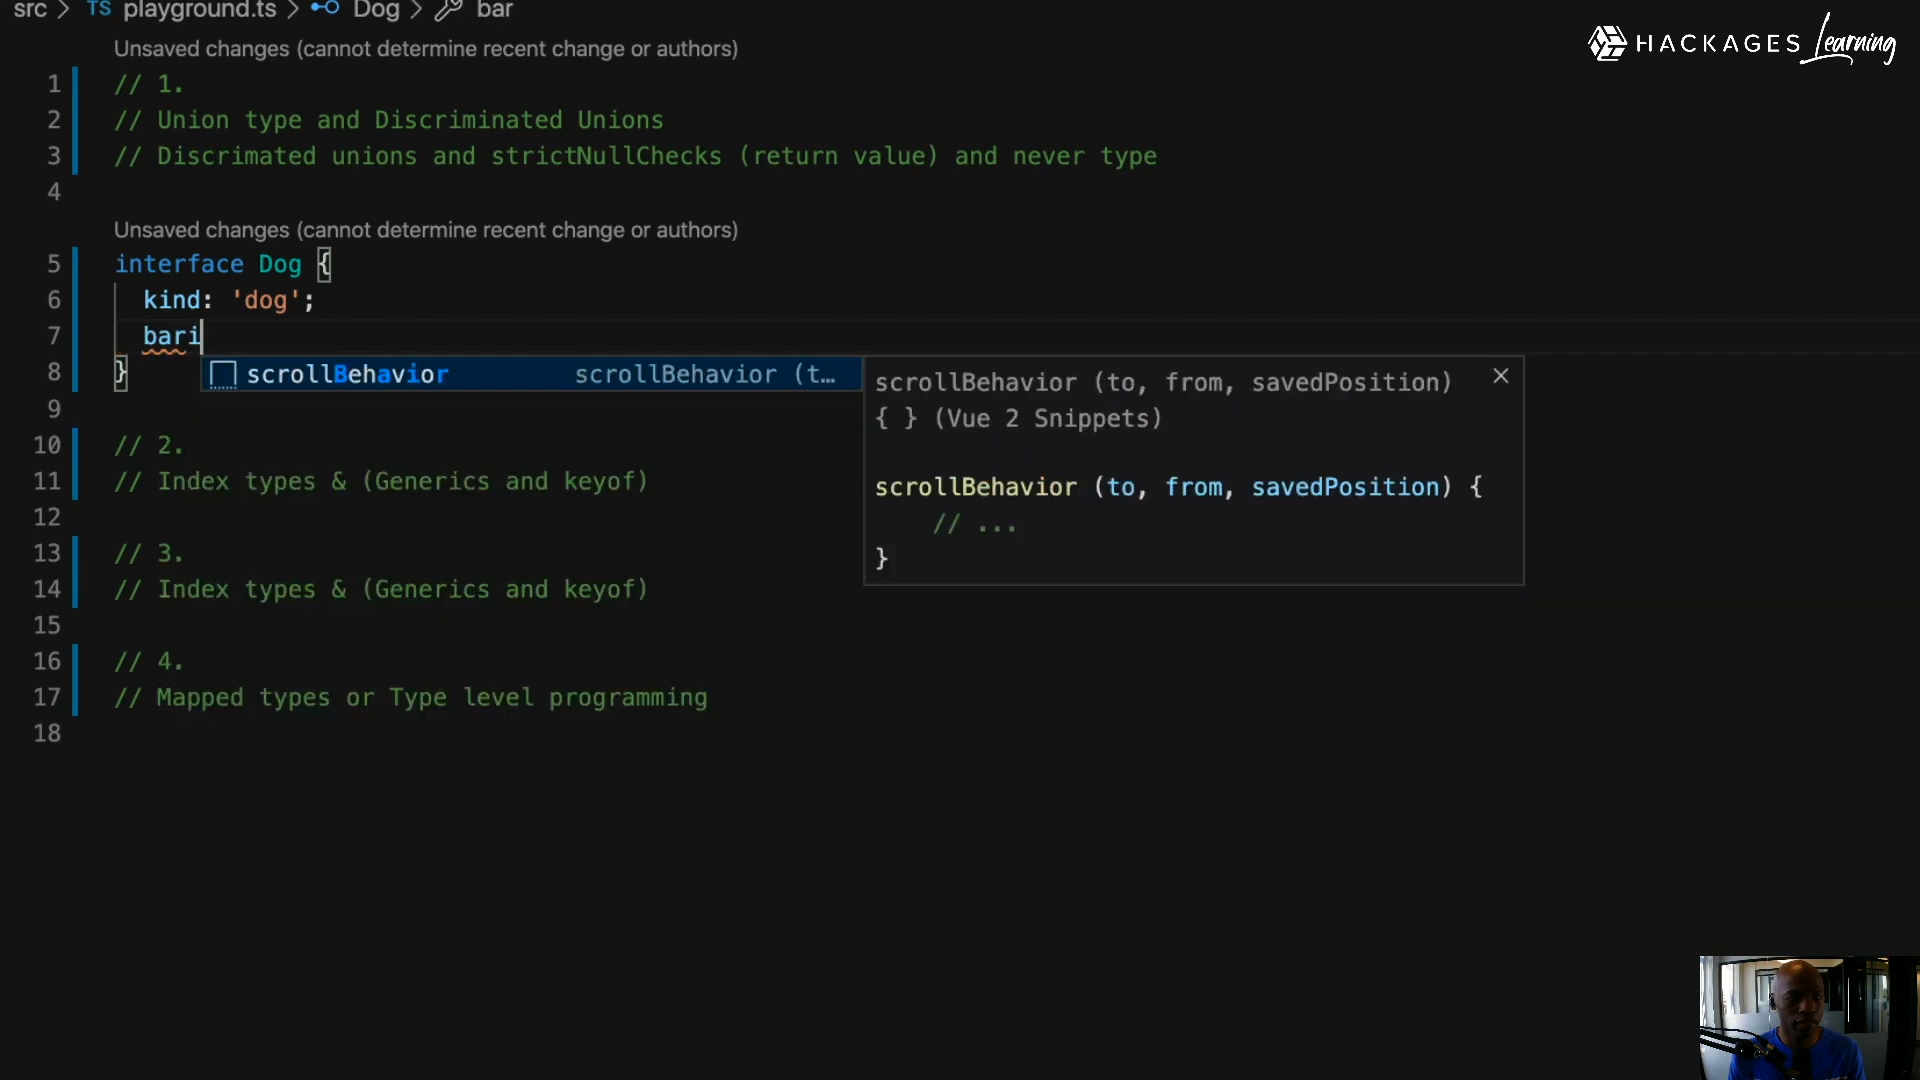 src > TS playground.ts > Dog > bar
HACKAGES Learning
Unsaved changes (cannot determine recent change or authors)
1 // 1.
2 // Union type and Discriminated Unions
3 // Discrimated unions and strictNullChecks (return value) and never type
4
Unsaved changes (cannot determine recent change or authors)
5 interface Dog {
6 kind: 'dog';
7 bari
8 }
scrollBehavior scrollBehavior (t…
scrollBehavior (to, from, savedPosition)
{ } (Vue 2 Snippets)
scrollBehavior (to, from, savedPosition) {
// ...
}
9
10 // 2.
11 // Index types & (Generics and keyof)
12
13 // 3.
14 // Index types & (Generics and keyof)
15
16 // 4.
17 // Mapped types or Type level programming
18